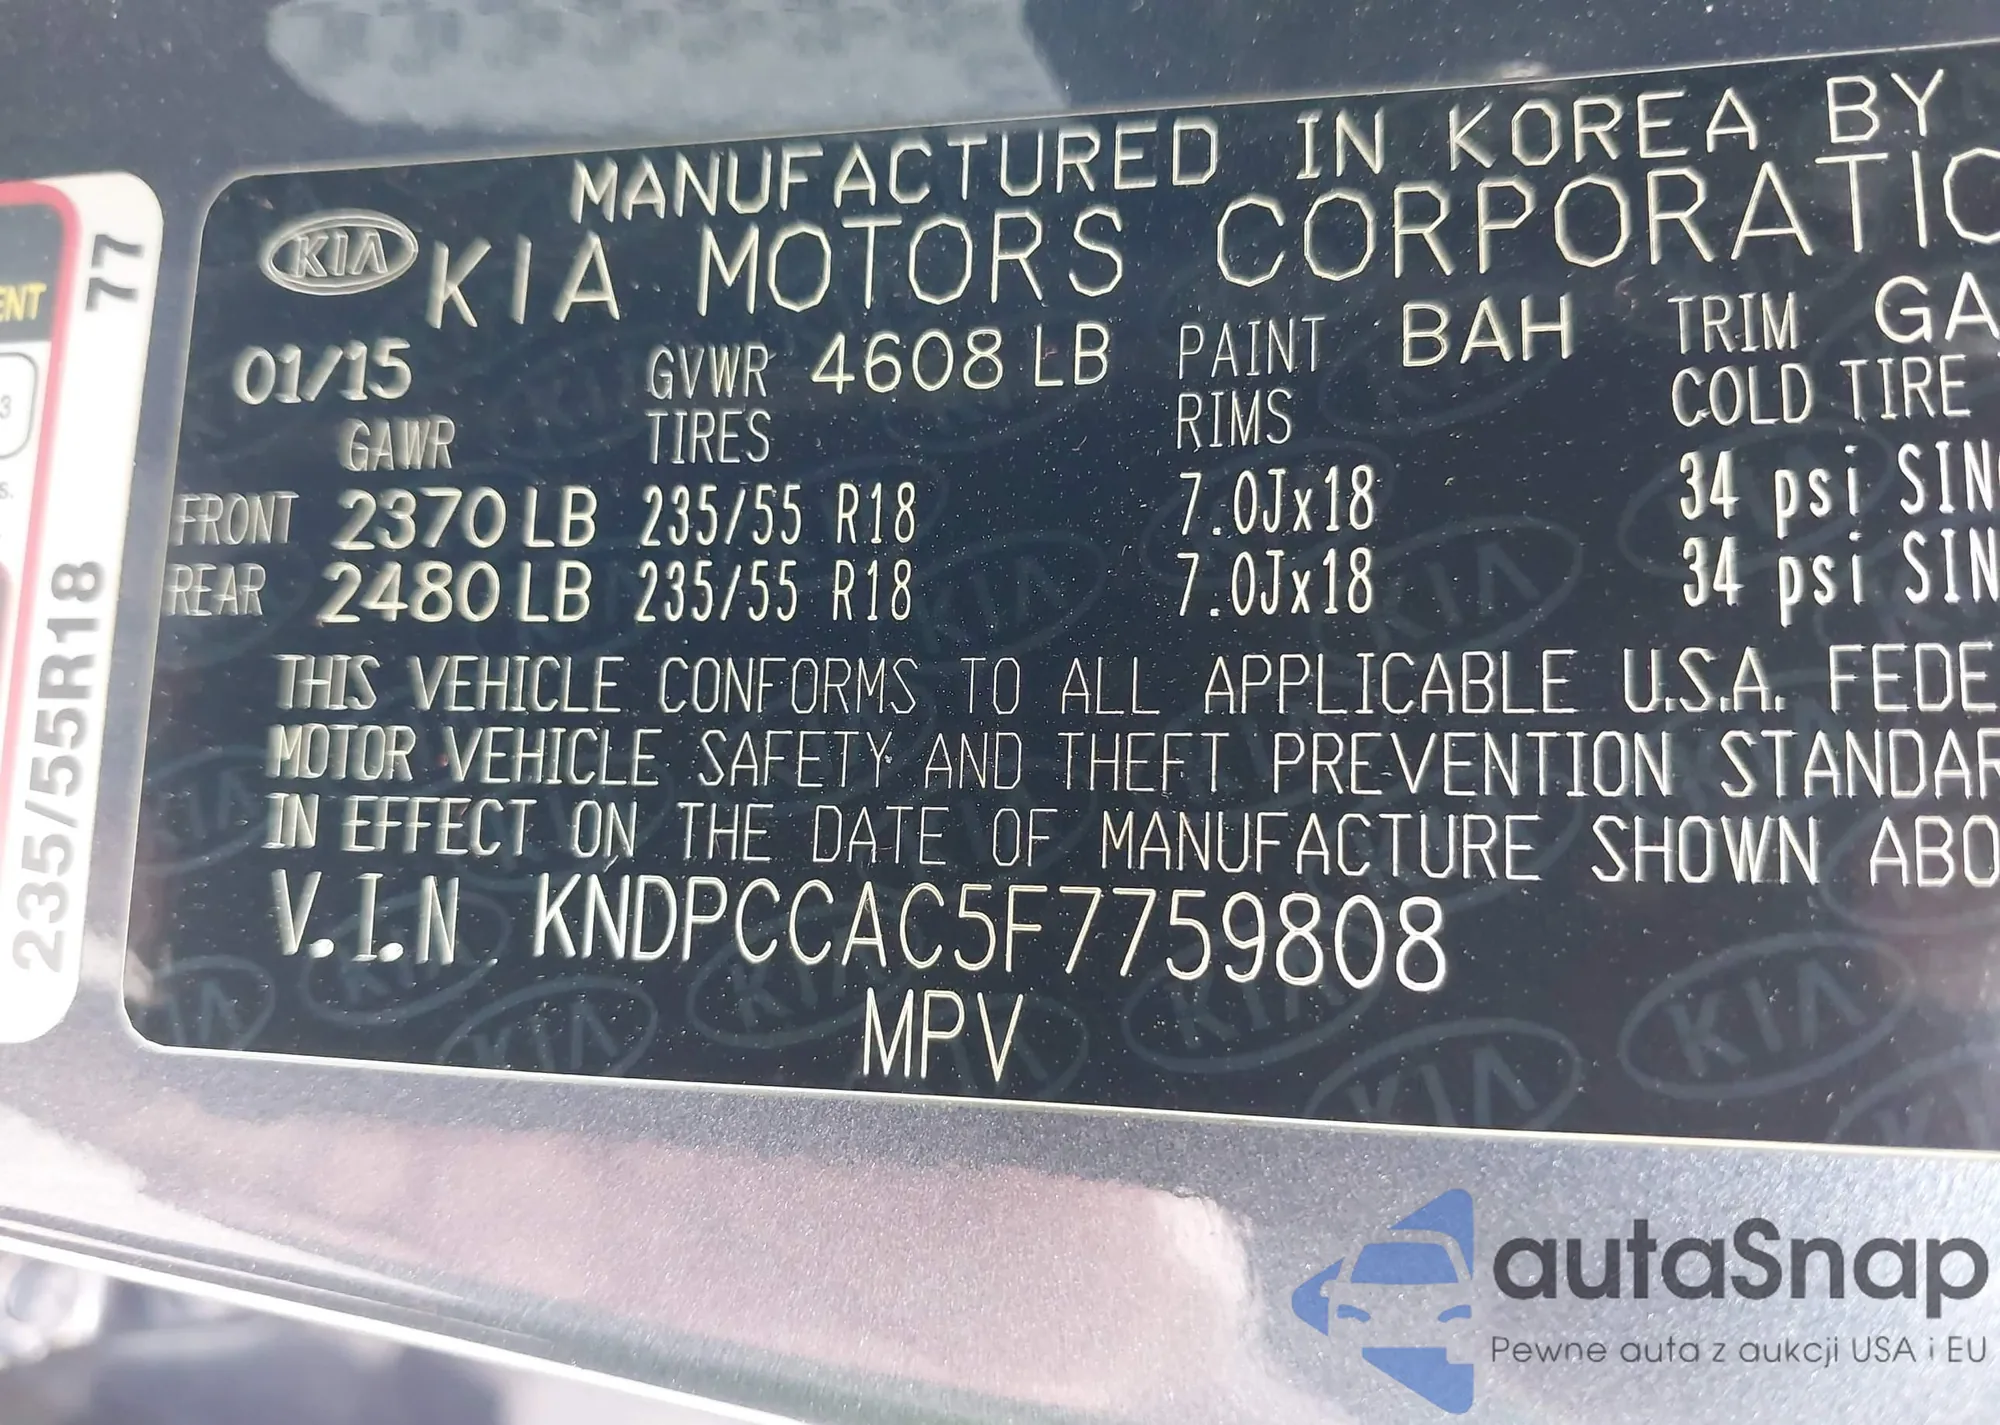 MANUFACTURED IN KOREA BY
KIA KIA MOTORS CORPORATIO
01/15 GVWR 4608 LB PAINT BAH TRIM GA
GAWR TIRES RIMS COLD TIRE
FRONT 2370 LB 235/55 R18 7.0Jx18 34 psi SING
REAR 2480 LB 235/55 R18 7.0Jx18 34 psi SIN
THIS VEHICLE CONFORMS TO ALL APPLICABLE U.S.A. FEDE
MOTOR VEHICLE SAFETY AND THEFT PREVENTION STANDAR
IN EFFECT ON THE DATE OF MANUFACTURE SHOWN ABO
V.I.N KNDPCCAC5F7759808
MPV
ENT
3
s.
235/55R18 77
autaSnap
Pewne auta z aukcji USA i EU